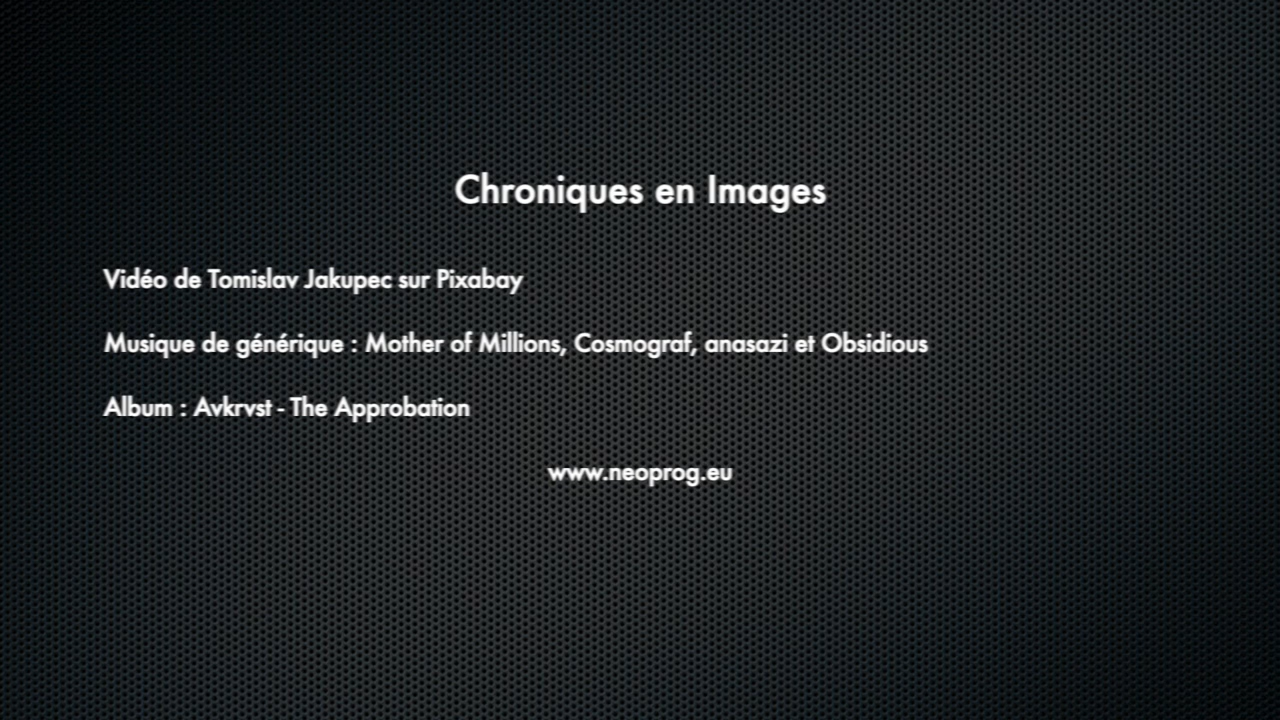 Chroniques en Images
Vidéo de Tomislav Jakupec sur Pixabay
Musique de générique : Mother of Millions, Cosmograf, anasazi et Obsidious
Album : Avkrvst - The Approbation
www.neoprog.eu